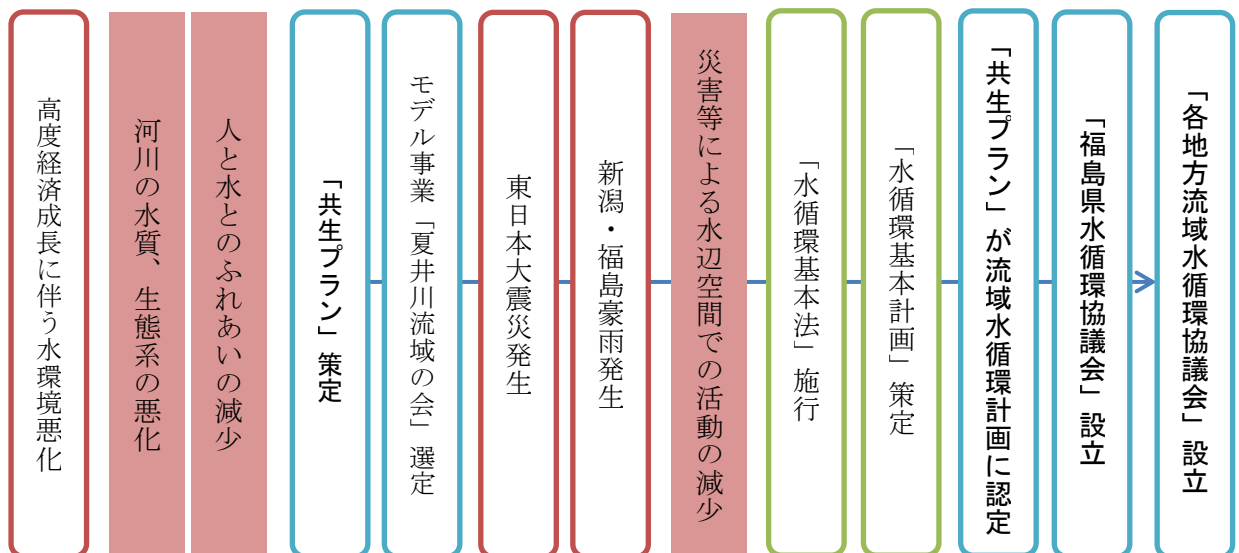 高度経済成長に伴う水環境悪化
河川の水質、生態系の悪化
人と水とのふれあいの減少
「共生プラン」策定
モデル事業「夏井川流域の会」選定
東日本大震災発生
新潟・福島豪雨発生
災害等による水辺空間での活動の減少
「水循環基本法」施行
「水循環基本計画」策定
「共生プラン」が流域水循環計画に認定
「福島県水循環協議会」設立
「各地方流域水循環協議会」設立